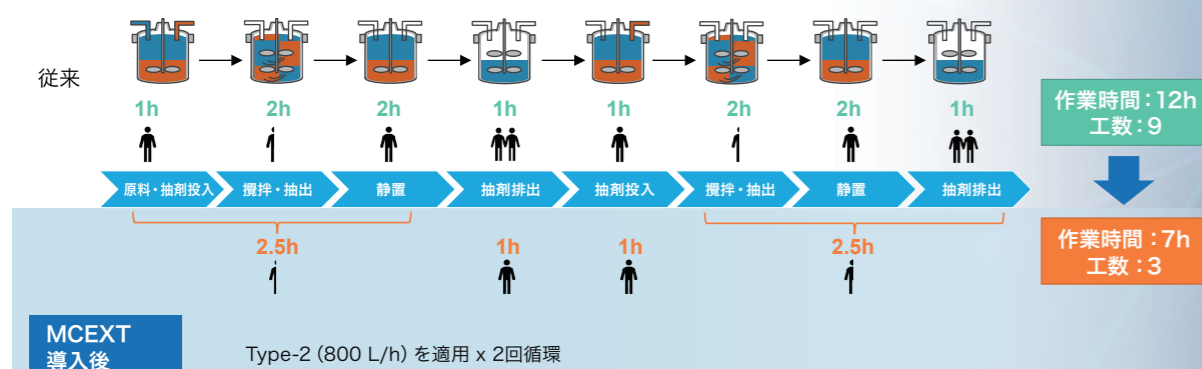 従来
1h 2h 2h 1h 1h 2h 2h 1h
原料・抽剤投入 攪拌・抽出 静置 抽剤排出 抽剤投入 攪拌・抽出 静置 抽剤排出
作業時間：12h
工数：9
2.5h 1h 1h 2.5h
作業時間：7h
工数：3
MCEXT
導入後
Type-2 (800 L/h) を適用 x 2回循環